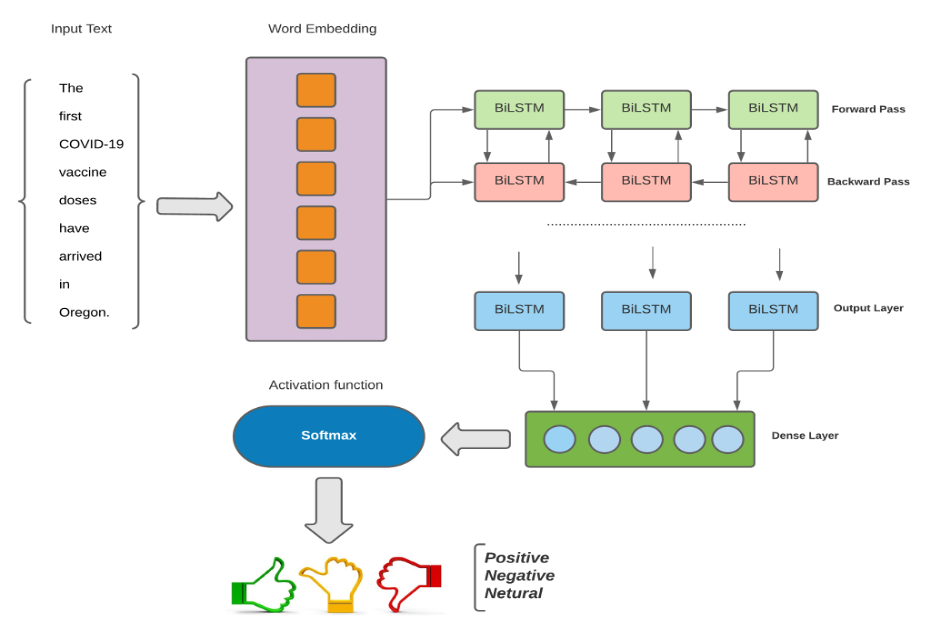 Input Text
Word Embedding
The
first
COVID-19
vaccine
doses
have
arrived
in
Oregon.
BiLSTM
BiLSTM
BiLSTM
Forward Pass
BiLSTM
BiLSTM
BiLSTM
Backward Pass
BiLSTM
BiLSTM
BiLSTM
Output Layer
Activation function
Softmax
Dense Layer
Positive
Negative
Netural